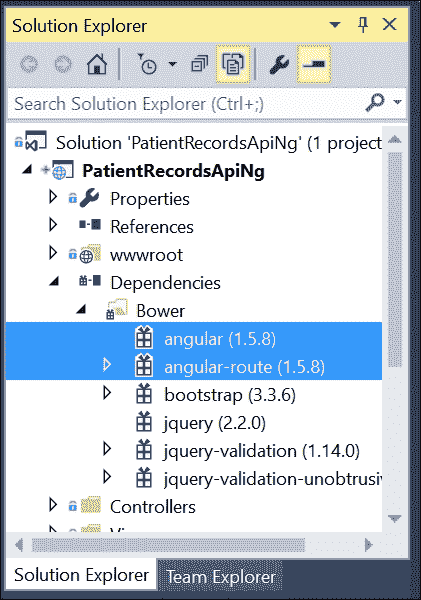 Solution Explorer
Search Solution Explorer (Ctrl+;)
Solution 'PatientRecordsApiNg' (1 project
PatientRecordsApiNg
Properties
References
wwwroot
Dependencies
Bower
angular (1.5.8)
angular-route (1.5.8)
bootstrap (3.3.6)
jquery (2.2.0)
jquery-validation (1.14.0)
jquery-validation-unobtrusiv
Controllers
Solution Explorer Team Explorer